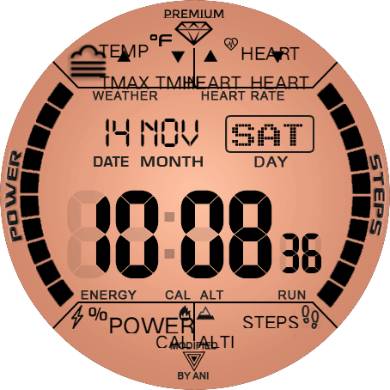 PREMIUM
TEMP °F HEART
TMAX TMIN HEART HEART
WEATHER HEART RATE
14 NOV SAT
DATE MONTH DAY
POWER
STEPS
10:08 36
ENERGY CAL ALT RUN
% POWER STEPS
CAL ALTI
MODIFIED
BY ANI